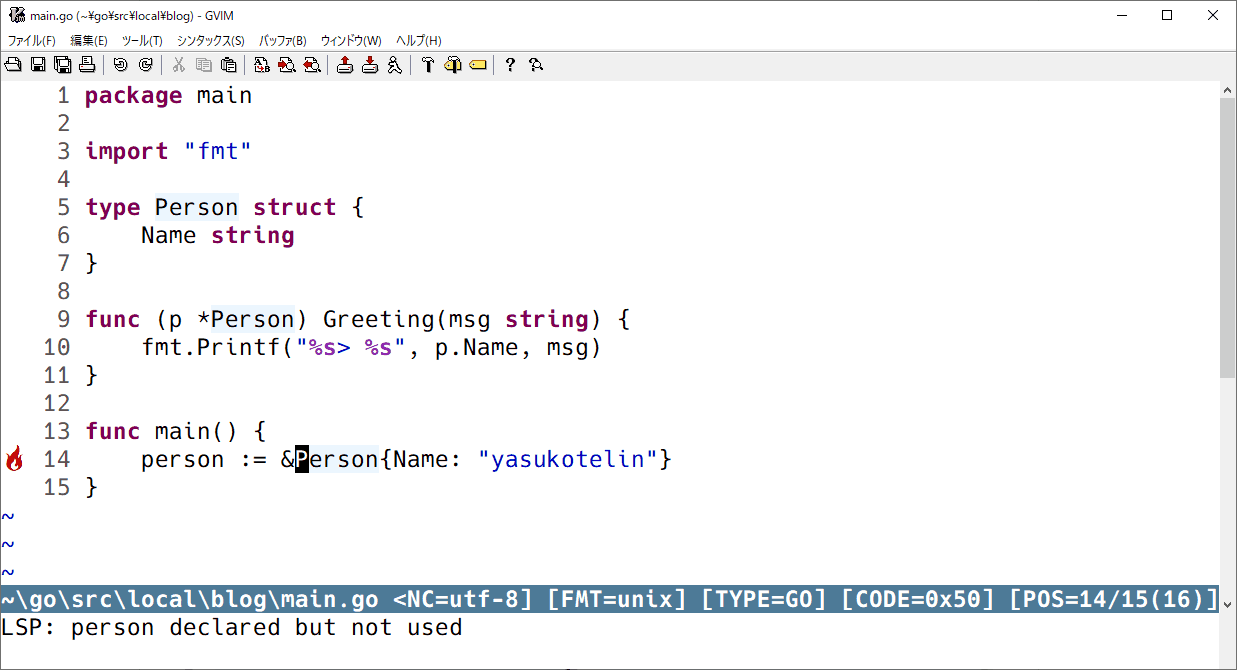 main.go (~¥go¥src¥local¥blog) - GVIM
ファイル(F) 編集(E) ツール(T) シンタックス(S) バッファ(B) ウィンドウ(W) ヘルプ(H)
1 package main
2
3 import "fmt"
4
5 type Person struct {
6 Name string
7 }
8
9 func (p *Person) Greeting(msg string) {
10 fmt.Printf("%s> %s", p.Name, msg)
11 }
12
13 func main() {
14 person := &Person{Name: "yasukotelin"}
15 }
~
~
~
~\go\src\local\blog\main.go <NC=utf-8] [FMT=unix] [TYPE=GO] [CODE=0x50] [POS=14/15(16)]
LSP: person declared but not used